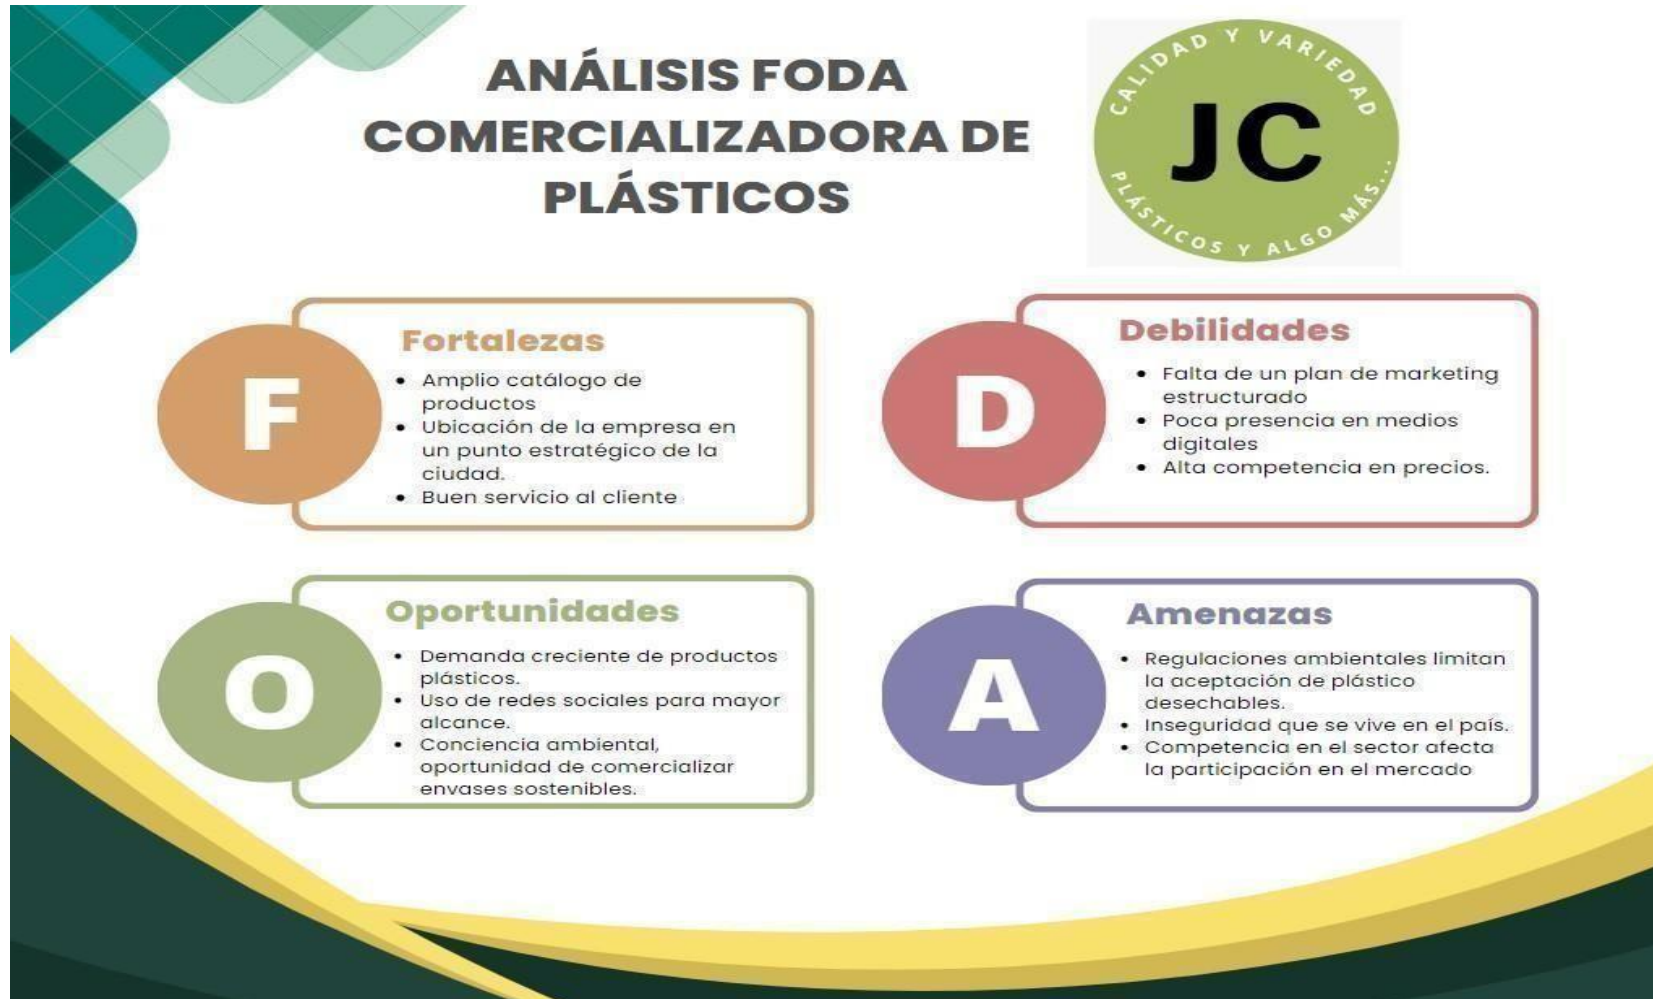 ANÁLISIS FODA
COMERCIALIZADORA DE
PLÁSTICOS
CALIDAD Y VARIEDAD
JC
PLÁSTICOS Y ALGO MÁS...
F
Fortalezas
• Amplio catálogo de
productos
• Ubicación de la empresa en
un punto estratégico de la
ciudad.
• Buen servicio al cliente
D
Debilidades
• Falta de un plan de marketing
estructurado
• Poca presencia en medios
digitales
• Alta competencia en precios.
O
Oportunidades
• Demanda creciente de productos
plásticos.
• Uso de redes sociales para mayor
alcance.
• Conciencia ambiental,
oportunidad de comercializar
envases sostenibles.
A
Amenazas
• Regulaciones ambientales limitan
la aceptación de plástico
desechables.
• Inseguridad que se vive en el país.
• Competencia en el sector afecta
la participación en el mercado